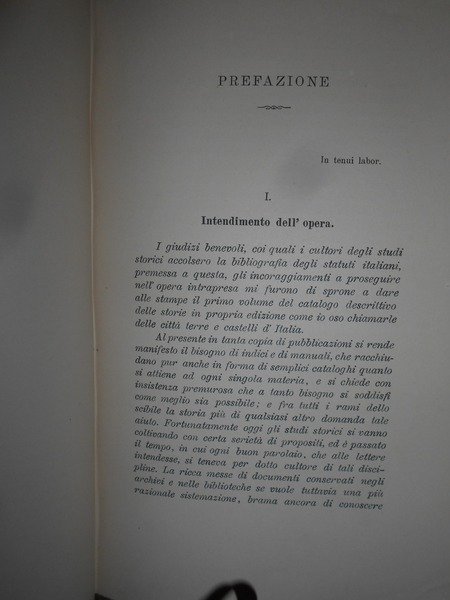 PREFAZIONE
In tenui labor.
I.
Intendimento dell' opera.
I giudizi benevoli, coi quali i cultori degli studi
storici accolsero la bibliografia degli statuti italiani,
premessa a questa, gli incoraggiamenti a proseguire
nell' opera intrapresa mi furono di sprone a dare
alle stampe il primo volume del catalogo descrittivo
delle storie in propria edizione come io oso chiamarle
delle città terre e castelli d' Italia.
Al presente in tanta copia di pubblicazioni si rende
manifesto il bisogno di indici e di manuali, che racchiu-
dano pur anche in forma di semplici cataloghi quanto
si attiene ad ogni singola materia, e si chiede con
insistenza premurosa che a tanto bisogno si soddisfi
come meglio sia possibile; e fra tutti i rami dello
scibile la storia più di qualsiasi altro domanda tale
aiuto. Fortunatamente oggi gli studi storici si vanno
coltivando con certa serietà di propositi, ed è passato
il tempo, in cui ogni buon parolaio, che alle lettere
intendesse, si teneva per dotto cultore di tali disci-
pline. La ricca messe di documenti conservati negli
archivi e nelle biblioteche se vuole tuttavia una più
razionale sistemazione, brama ancora di conoscere